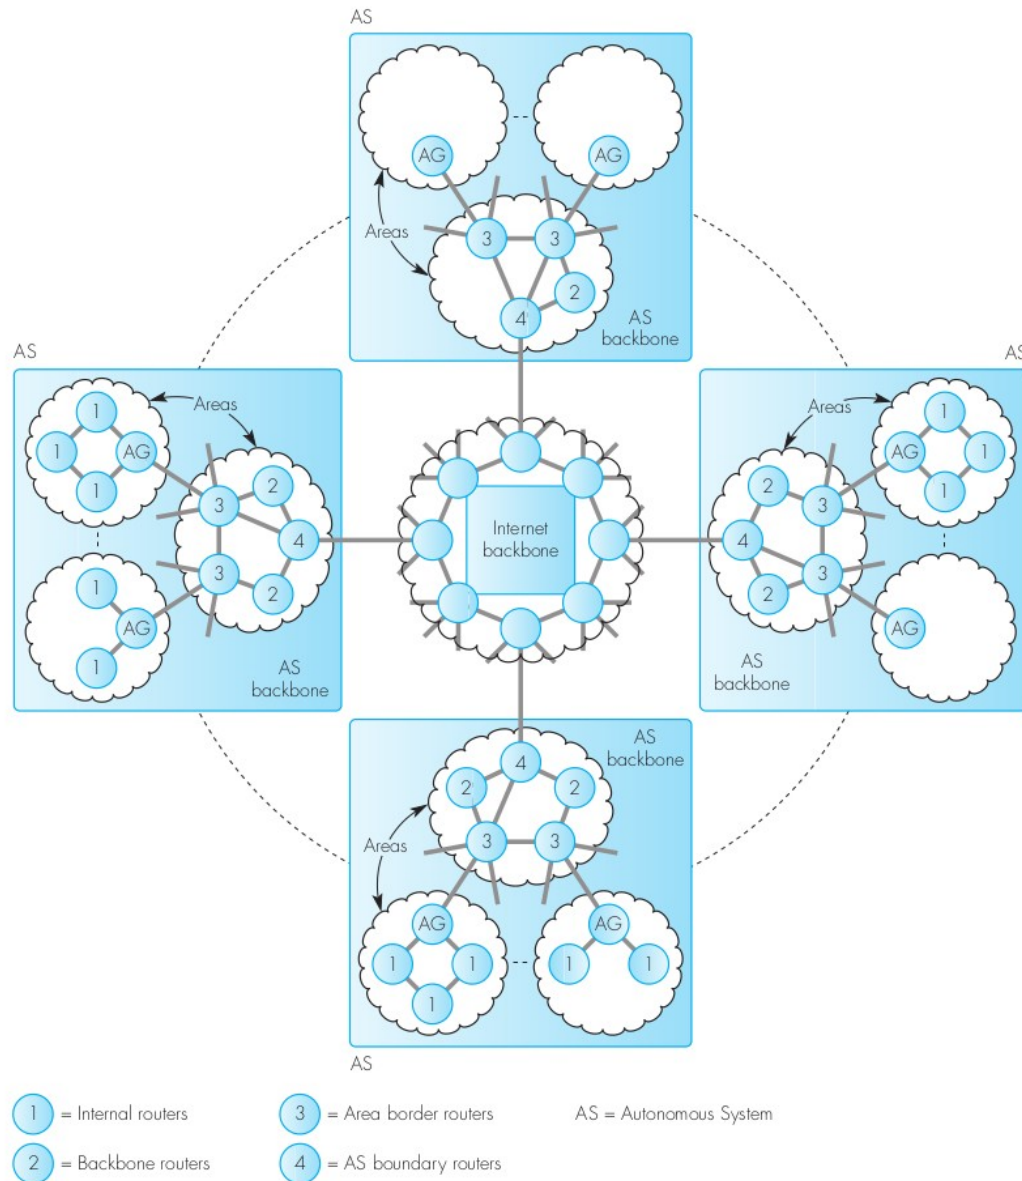 AS
AG
AG
Areas
3
3
2
4
AS
backbone
AS
AS
1
Areas
1
AG
1
2
3
4
3
2
1
AG
1
AS
backbone
Internet
backbone
Areas
1
AG
1
1
2
3
4
3
2
AG
AS
backbone
4
AS
backbone
2
2
Areas
3
3
AG
AG
1
1
1
1
1
AS
1 = Internal routers
3 = Area border routers
AS = Autonomous System
2 = Backbone routers
4 = AS boundary routers